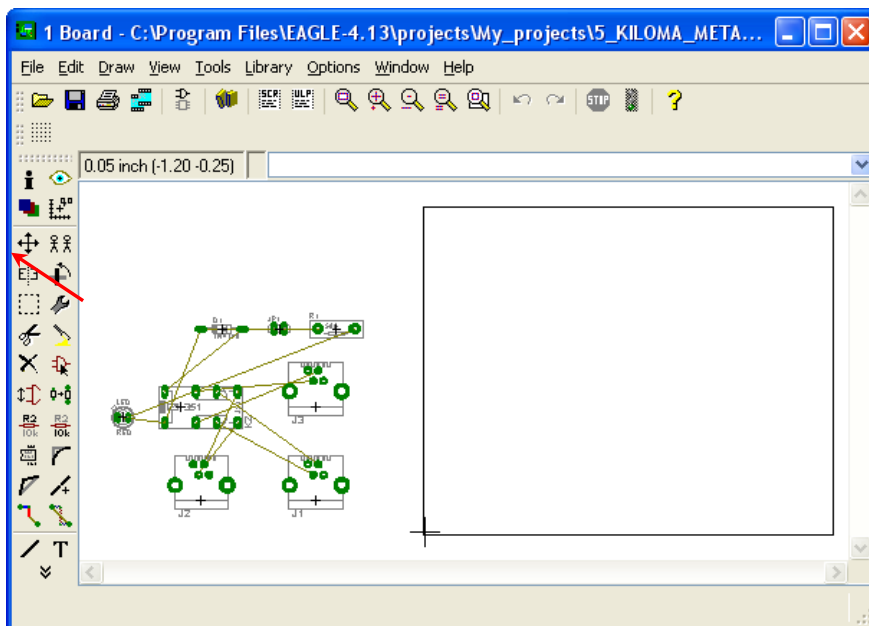 1 Board - C:\Program Files\EAGLE-4.13\projects\My_projects\5_KILOMA_META...
File Edit Draw View Tools Library Options Window Help
SCR ULP STOP ?
0.05 inch (-1.20 -0.25)
R2 R2
10k 10k
T
D1 JP1 R1
LED
RED
J3
J2 J1